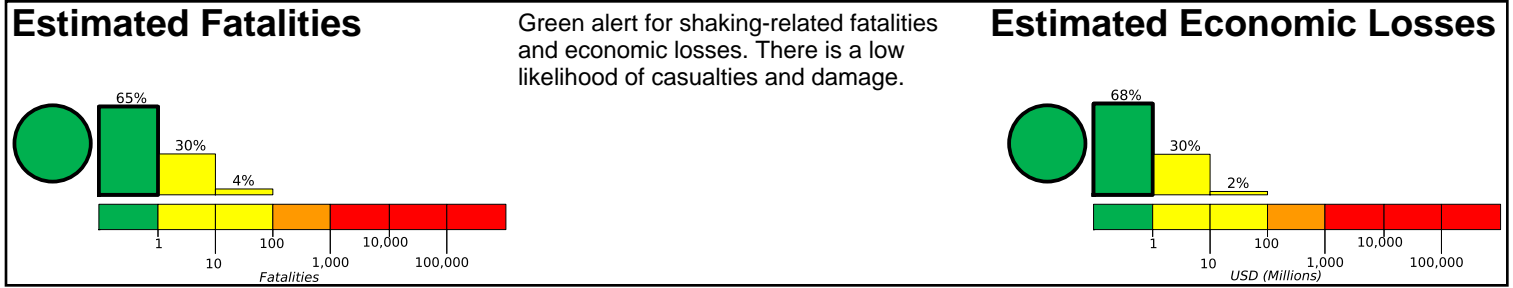 Estimated Fatalities
Green alert for shaking-related fatalities
and economic losses. There is a low
likelihood of casualties and damage.
Estimated Economic Losses
65%
30%
4%
1
100
10,000
10
1,000
100,000
Fatalities
68%
30%
2%
1
100
10,000
10
1,000
100,000
USD (Millions)